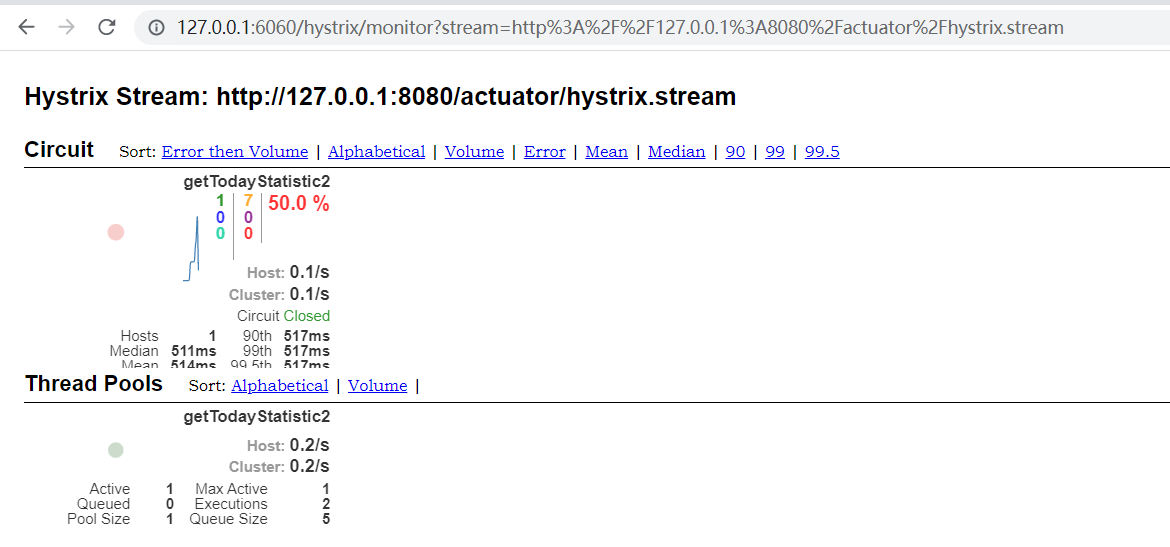 127.0.0.1:6060/hystrix/monitor?stream=http%3A%2F%2F127.0.0.1%3A8080%2Factuator%2Fhystrix.stream
Hystrix Stream: http://127.0.0.1:8080/actuator/hystrix.stream
Circuit Sort: Error then Volume | Alphabetical | Volume | Error | Mean | Median | 90 | 99 | 99.5
getTodayStatistic2
1 7 50.0 %
0 0
0 0
Host: 0.1/s
Cluster: 0.1/s
Circuit Closed
Hosts 1 90th 517ms
Median 511ms 99th 517ms
Mean 514ms 99.5th 517ms
Thread Pools Sort: Alphabetical | Volume |
getTodayStatistic2
Host: 0.2/s
Cluster: 0.2/s
Active 1 Max Active 1
Queued 0 Executions 2
Pool Size 1 Queue Size 5